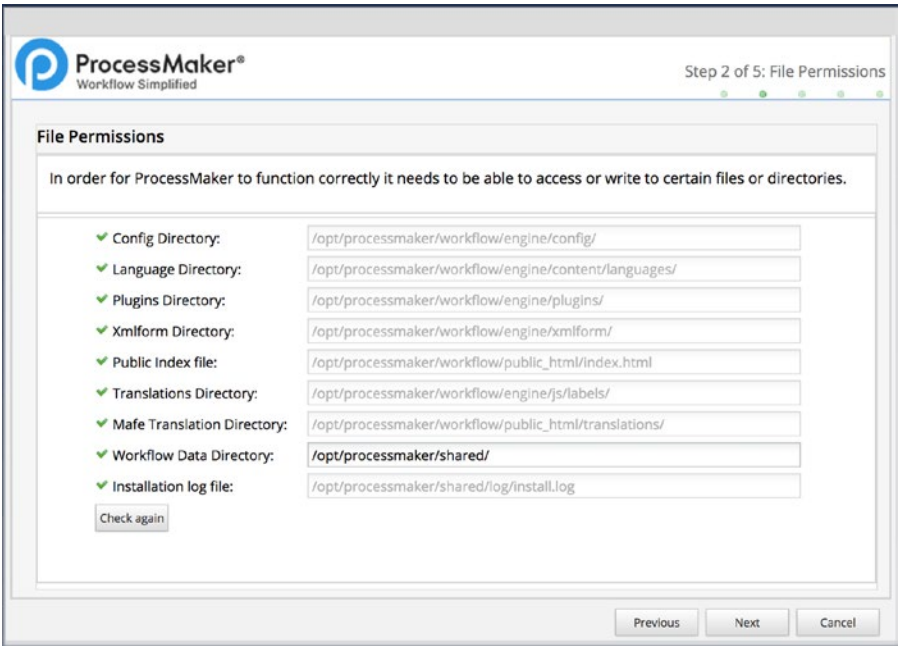 ProcessMaker®
Workflow Simplified
Step 2 of 5: File Permissions
File Permissions
In order for ProcessMaker to function correctly it needs to be able to access or write to certain files or directories.
Config Directory: /opt/processmaker/workflow/engine/config/
Language Directory: /opt/processmaker/workflow/engine/content/languages/
Plugins Directory: /opt/processmaker/workflow/engine/plugins/
Xmlform Directory: /opt/processmaker/workflow/engine/xmlform/
Public Index file: /opt/processmaker/workflow/public_html/index.html
Translations Directory: /opt/processmaker/workflow/engine/js/labels/
Mafe Translation Directory: /opt/processmaker/workflow/public_html/translations/
Workflow Data Directory: /opt/processmaker/shared/
Installation log file: /opt/processmaker/shared/log/install.log
Check again
Previous Next Cancel